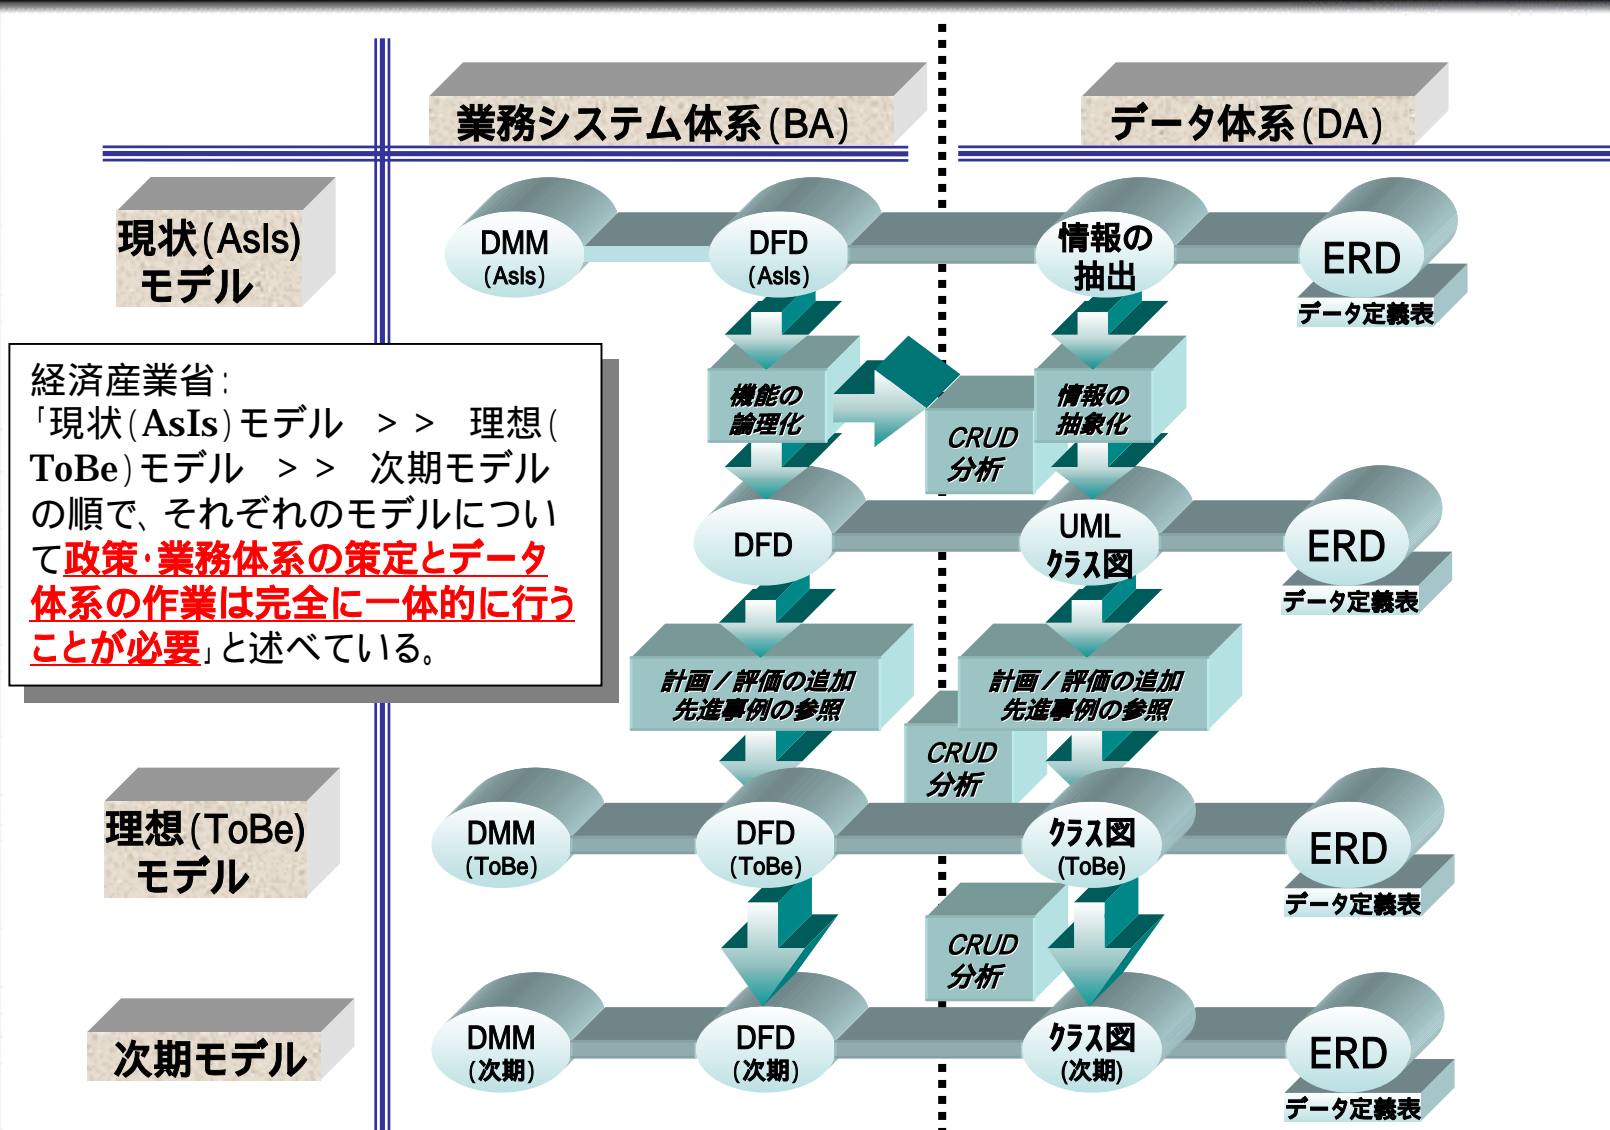 業務システム体系(BA)
データ体系(DA)
現状(AsIs)
モデル
DMM
(AsIs)
DFD
(AsIs)
情報の
抽出
ERD
データ定義表
経済産業省:
「現状(AsIs)モデル >> 理想(
ToBe)モデル >> 次期モデル
の順で、それぞれのモデルについ
て政策・業務体系の策定とデータ
体系の作業は完全に一体的に行う
ことが必要」と述べている。
機能の
論理化
CRUD
分析
情報の
抽象化
DFD
UML
クラス図
ERD
データ定義表
計画/評価の追加
先進事例の参照
計画/評価の追加
先進事例の参照
CRUD
分析
理想(ToBe)
モデル
DMM
(ToBe)
DFD
(ToBe)
クラス図
(ToBe)
ERD
データ定義表
CRUD
分析
次期モデル
DMM
(次期)
DFD
(次期)
クラス図
(次期)
ERD
データ定義表